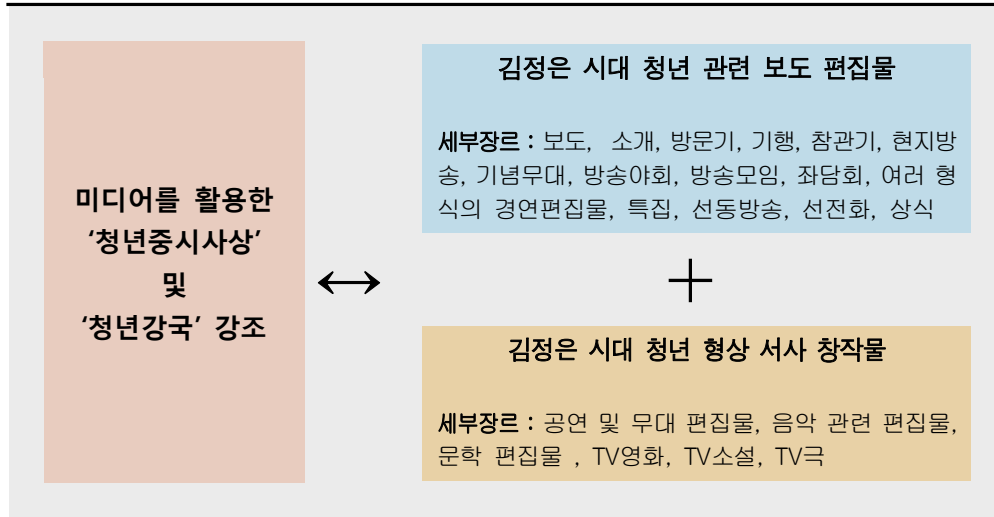 미디어를 활용한
‘청년중시사상’
및
‘청년강국’ 강조
↔
김정은 시대 청년 관련 보도 편집물
세부장르 : 보도, 소개, 방문기, 기행, 참관기, 현지방
송, 기념무대, 방송야회, 방송모임, 좌담회, 여러 형
식의 경연편집물, 특집, 선동방송, 선전화, 상식
+
김정은 시대 청년 형상 서사 창작물
세부장르 : 공연 및 무대 편집물, 음악 관련 편집물,
문학 편집물 , TV영화, TV소설, TV극